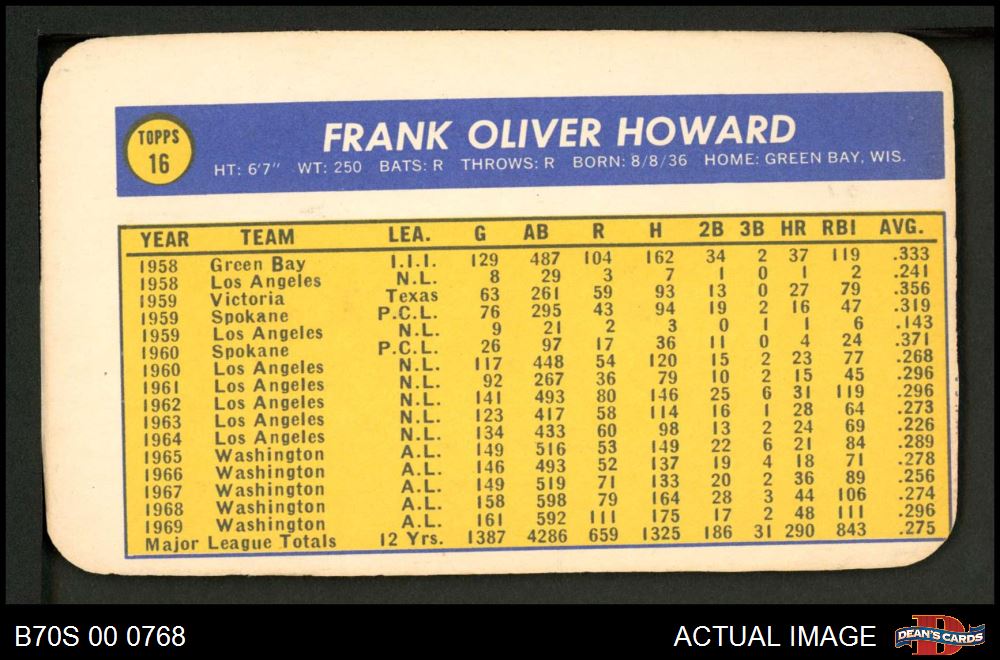 TOPPS
16
FRANK OLIVER HOWARD
HT: 6'7" WT: 250 BATS: R THROWS: R BORN: 8/8/36 HOME: GREEN BAY, WIS.
YEAR TEAM LEA. G AB R H 2B 3B HR RBI AVG.
1958 Green Bay I.I.I. 129 487 104 162 34 2 37 119 .333
1958 Los Angeles N.L. 8 29 3 7 1 0 1 2 .241
1959 Victoria Texas 63 261 59 93 13 0 27 79 .356
1959 Spokane P.C.L. 76 295 43 94 19 2 16 47 .319
1959 Los Angeles N.L. 9 21 2 3 0 1 1 6 .143
1960 Spokane P.C.L. 26 97 17 36 11 0 4 24 .371
1960 Los Angeles N.L. 117 448 54 120 15 2 23 77 .268
1961 Los Angeles N.L. 92 267 36 79 10 2 15 45 .296
1962 Los Angeles N.L. 141 493 80 146 25 6 31 119 .296
1963 Los Angeles N.L. 123 417 58 114 16 1 28 64 .273
1964 Los Angeles N.L. 134 433 60 98 13 2 24 69 .226
1965 Washington A.L. 149 516 53 149 22 6 21 84 .289
1966 Washington A.L. 146 493 52 137 19 4 18 71 .278
1967 Washington A.L. 149 519 71 133 20 2 36 89 .256
1968 Washington A.L. 158 598 79 164 28 3 44 106 .274
1969 Washington A.L. 161 592 111 175 17 2 48 111 .296
Major League Totals 12 Yrs. 1387 4286 659 1325 186 31 290 843 .275
B70S 00 0768
ACTUAL IMAGE
DEAN'S CARDS